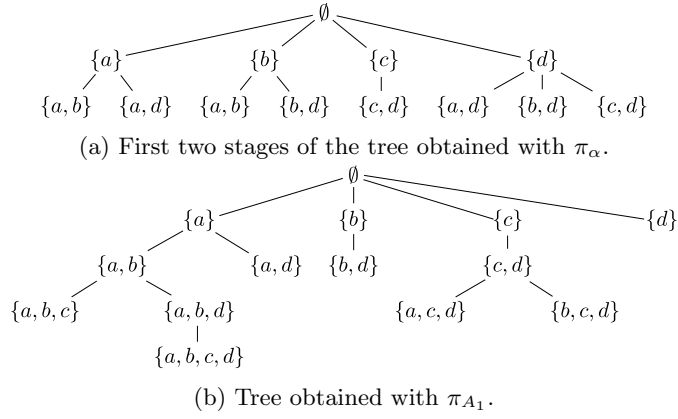 ∅
{a} {b} {c} {d}
{a, b} {a, d} {a, b} {b, d} {c, d} {a, d} {b, d} {c, d}
(a) First two stages of the tree obtained with π_α.
∅
{a} {b} {c} {d}
{a, b} {a, d} {b, d} {c, d}
{a, b, c} {a, b, d} {a, c, d} {b, c, d}
{a, b, c, d}
(b) Tree obtained with π_{A_1}.